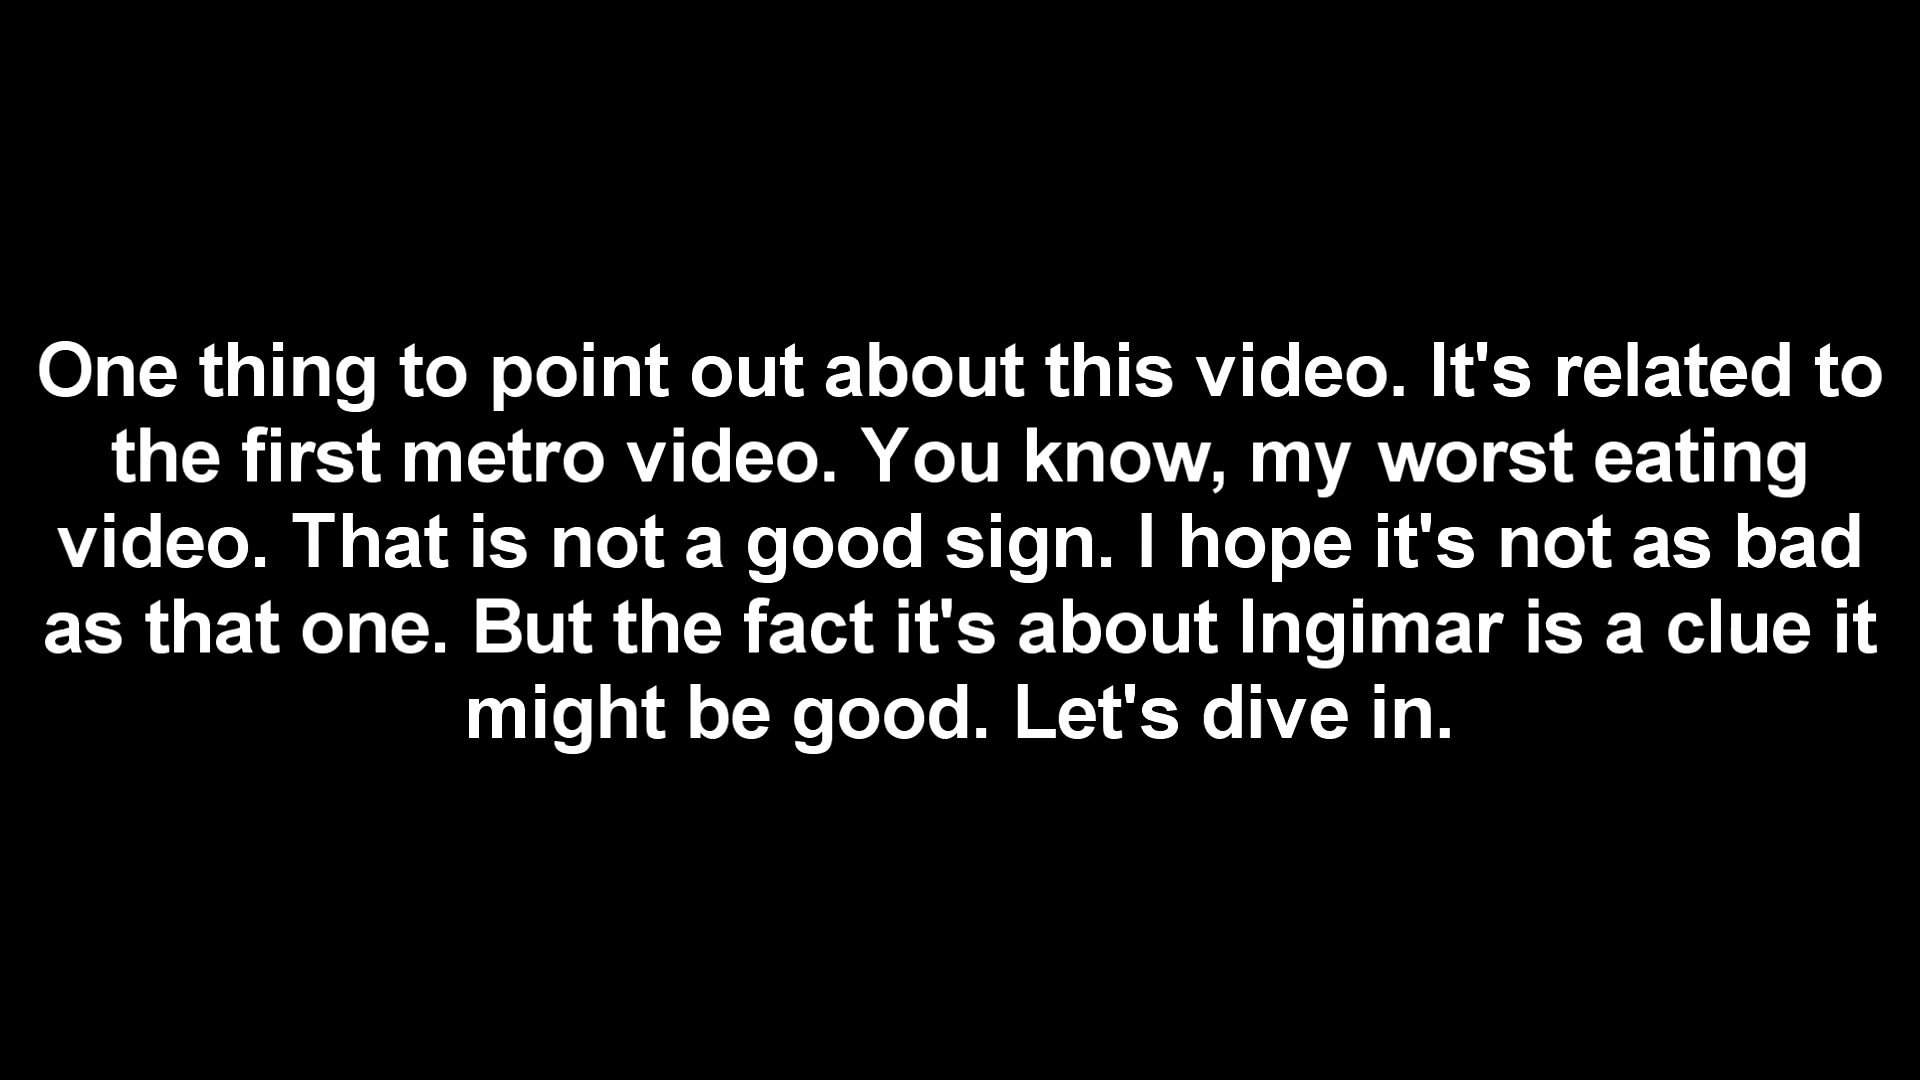 One thing to point out about this video. It's related to
the first metro video. You know, my worst eating
video. That is not a good sign. I hope it's not as bad
as that one. But the fact it's about Ingimar is a clue it
might be good. Let's dive in.